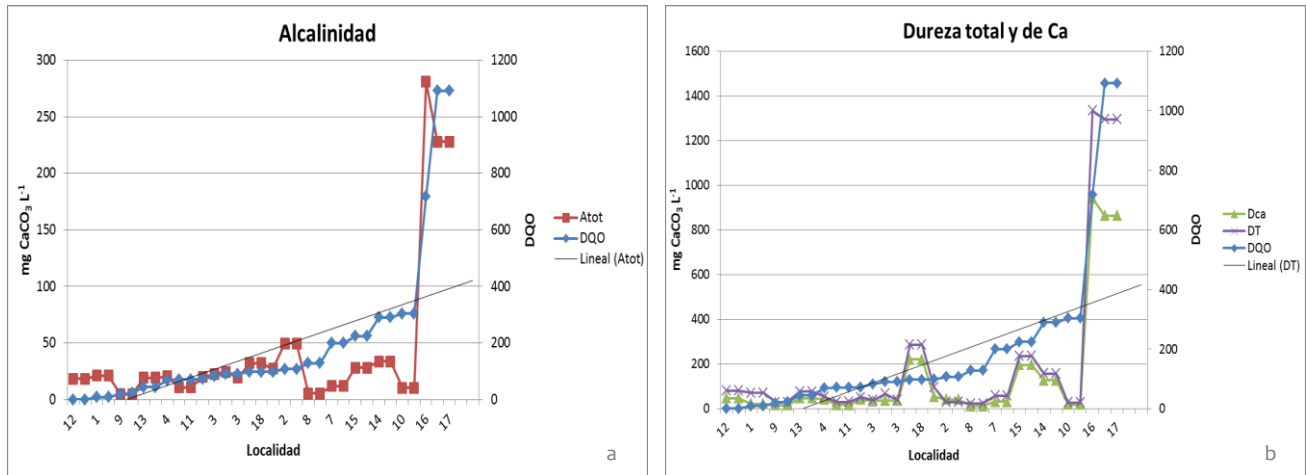 Alcalinidad
300
250
200
150
100
50
0
mg CaCO3 L-1
1200
1000
800
600
400
200
0
DQO
12 1 9 13 4 11 3 3 18 2 8 7 15 14 10 16 17
Localidad
Atot
DQO
Lineal (Atot)
a
Dureza total y de Ca
1600
1400
1200
1000
800
600
400
200
0
mg CaCO3 L-1
1200
1000
800
600
400
200
0
DQO
12 1 9 13 4 11 3 3 18 2 8 7 15 14 10 16 17
Localidad
Dca
DT
DQO
Lineal (DT)
b